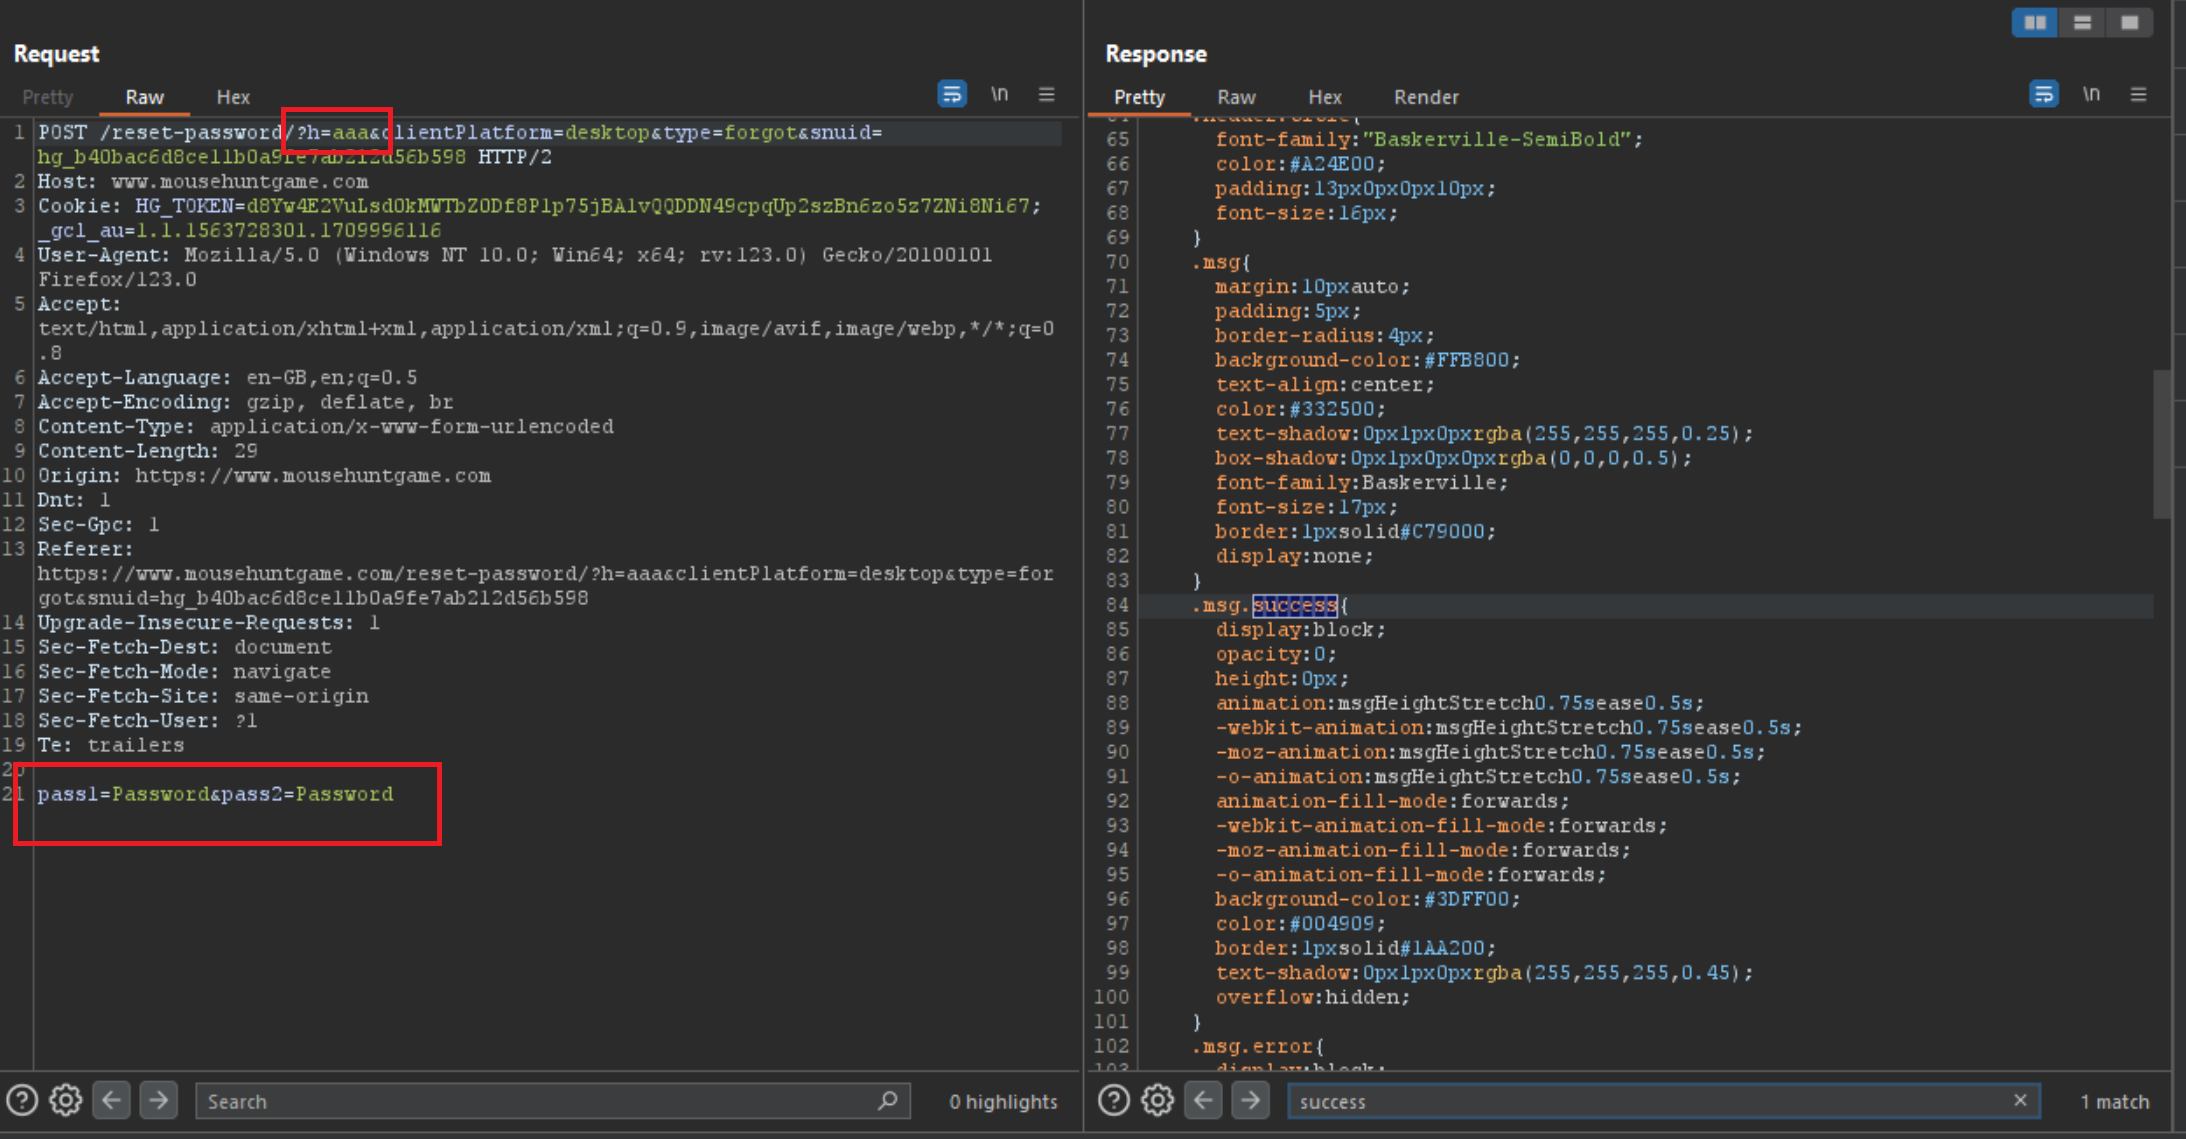 Request
Pretty Raw Hex
\n
1 POST /reset-password/?h=aaa&clientPlatform=desktop&type=forgot&snuid=
hg_b40bac6d8ce11b0a9fe7ab212d56b598 HTTP/2
2 Host: www.mousehuntgame.com
3 Cookie: HG_TOKEN=d8Yw4E2VuLsd0kMWTbZ0Df8Plp75jBAlvQQDDN49cpqUp2szBn6zo5z7ZNi8Ni67;
_gcl_au=1.1.1563728301.1709996116
4 User-Agent: Mozilla/5.0 (Windows NT 10.0; Win64; x64; rv:123.0) Gecko/20100101
Firefox/123.0
5 Accept:
text/html,application/xhtml+xml,application/xml;q=0.9,image/avif,image/webp,*/*;q=0
.8
6 Accept-Language: en-GB,en;q=0.5
7 Accept-Encoding: gzip, deflate, br
8 Content-Type: application/x-www-form-urlencoded
9 Content-Length: 29
10 Origin: https://www.mousehuntgame.com
11 Dnt: 1
12 Sec-Gpc: 1
13 Referer:
https://www.mousehuntgame.com/reset-password/?h=aaa&clientPlatform=desktop&type=for
got&snuid=hg_b40bac6d8ce11b0a9fe7ab212d56b598
14 Upgrade-Insecure-Requests: 1
15 Sec-Fetch-Dest: document
16 Sec-Fetch-Mode: navigate
17 Sec-Fetch-Site: same-origin
18 Sec-Fetch-User: ?1
19 Te: trailers
20
21 pass1=Password&pass2=Password
Search
0 highlights
Response
Pretty Raw Hex Render
\n
65 font-family:"Baskerville-SemiBold";
66 color:#A24E00;
67 padding:13px0px0px10px;
68 font-size:16px;
69 }
70 .msg{
71 margin:10pxauto;
72 padding:5px;
73 border-radius:4px;
74 background-color:#FFB800;
75 text-align:center;
76 color:#332500;
77 text-shadow:0px1px0pxrgba(255,255,255,0.25);
78 box-shadow:0px1px0px0pxrgba(0,0,0,0.5);
79 font-family:Baskerville;
80 font-size:17px;
81 border:1pxsolid#C79000;
82 display:none;
83 }
84 .msg.success{
85 display:block;
86 opacity:0;
87 height:0px;
88 animation:msgHeightStretch0.75sease0.5s;
89 -webkit-animation:msgHeightStretch0.75sease0.5s;
90 -moz-animation:msgHeightStretch0.75sease0.5s;
91 -o-animation:msgHeightStretch0.75sease0.5s;
92 animation-fill-mode:forwards;
93 -webkit-animation-fill-mode:forwards;
94 -moz-animation-fill-mode:forwards;
95 -o-animation-fill-mode:forwards;
96 background-color:#3DFF00;
97 color:#004909;
98 border:1pxsolid#1AA200;
99 text-shadow:0px1px0pxrgba(255,255,255,0.45);
100 overflow:hidden;
101 }
102 .msg.error{
103 display:block;
success
1 match